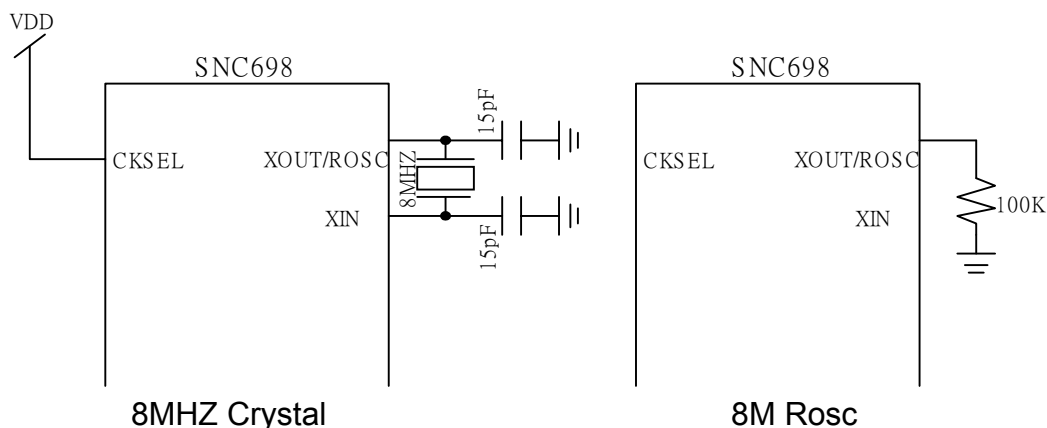 VDD
SNC698
CKSEL
XOUT/ROSC
XIN
8MHZ
15pF
15pF
8MHZ Crystal
SNC698
CKSEL
XOUT/ROSC
XIN
100K
8M Rosc